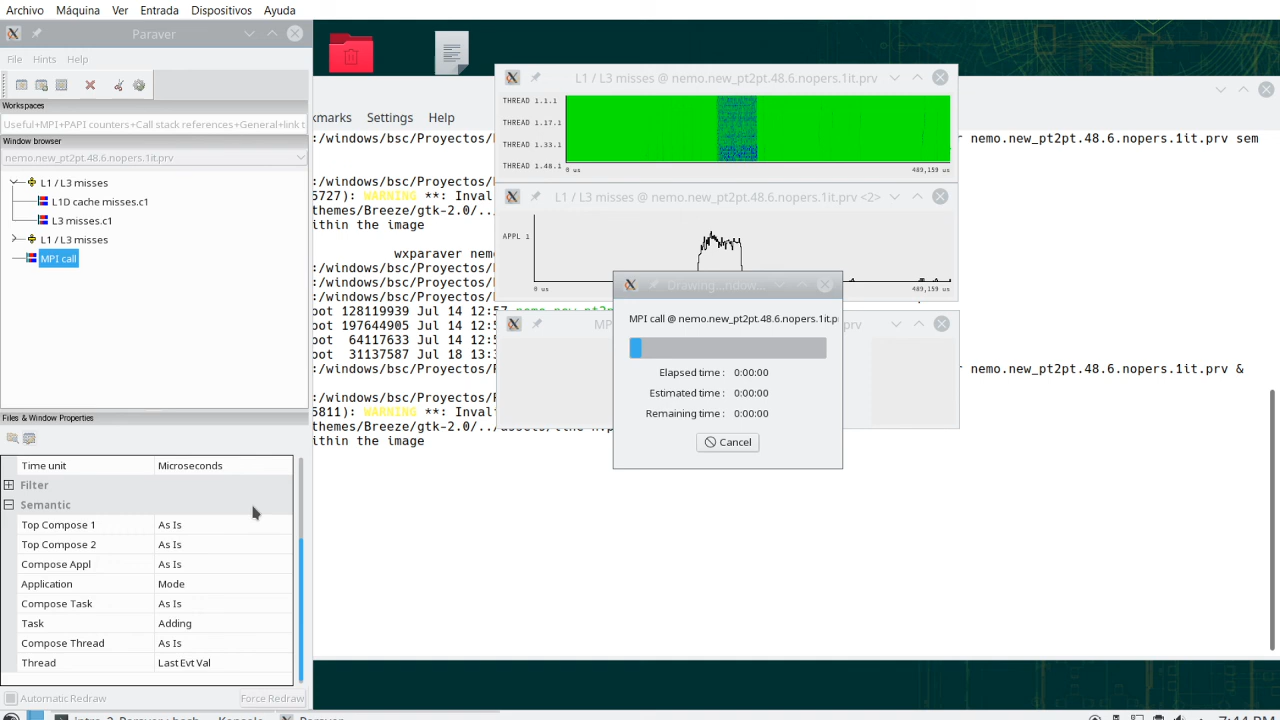 Archivo Máquina Ver Entrada Dispositivos Ayuda
Paraver
File Hints Help
Workspaces
Useful+MPI+PAPI counters+Call stack references+General+link t
Window browser
nemo.new_pt2pt.48.6.nopers.1it.prv
L1 / L3 misses
L1D cache misses.c1
L3 misses.c1
L1 / L3 misses
MPI call
Files & Window Properties
Time unit Microseconds
Filter
Semantic
Top Compose 1 As Is
Top Compose 2 As Is
Compose Appl As Is
Application Mode
Compose Task As Is
Task Adding
Compose Thread As Is
Thread Last Evt Val
Automatic Redraw Force Redraw
kmarks Settings Help
:/windows/bsc/Proyectos/ nemo.new_pt2pt.48.6.nopers.1it.prv sem
:/windows/bsc/Proyectos/
5727): WARNING **: Inval
themes/Breeze/gtk-2.0/../
ithin the image
wxparaver nem
:/windows/bsc/Proyectos/
:/windows/bsc/Proyectos/
:/windows/bsc/Proyectos/
oot 128119939 Jul 14 12:57
oot 197644905 Jul 14 12:5
oot 64117633 Jul 14 12:5
oot 31137587 Jul 18 13:3
:/windows/bsc/Proyectos/ nemo.new_pt2pt.48.6.nopers.1it.prv &
:/windows/bsc/Proyectos/
5811): WARNING **: Inval
themes/Breeze/gtk-2.0/../assets/
ithin the image
L1 / L3 misses @ nemo.new_pt2pt.48.6.nopers.1it.prv
THREAD 1.1.1
THREAD 1.17.1
THREAD 1.33.1
THREAD 1.48.1
0 us 489,159 us
L1 / L3 misses @ nemo.new_pt2pt.48.6.nopers.1it.prv <2>
APPL 1
0 us 489,159 us
MP prv
MPI call @ nemo.new_pt2pt.48.6.nopers.1it.p
Elapsed time : 0:00:00
Estimated time : 0:00:00
Remaining time : 0:00:00
Cancel
7:44 PM